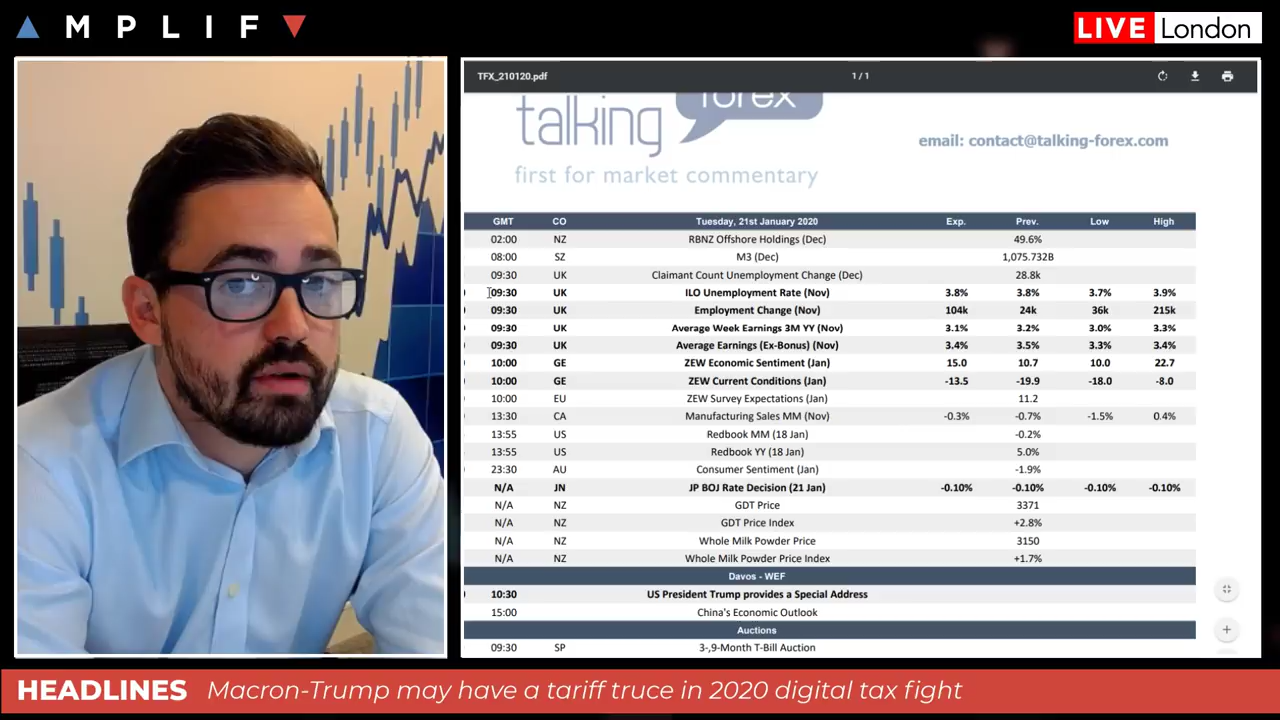 MPLIF
LIVE London
TFX_210120.pdf 1 / 1
talking forex
email: contact@talking-forex.com
first for market commentary
GMT CO Tuesday, 21st January 2020 Exp. Prev. Low High
02:00 NZ RBNZ Offshore Holdings (Dec) 49.6%
08:00 SZ M3 (Dec) 1,075.732B
09:30 UK Claimant Count Unemployment Change (Dec) 28.8k
09:30 UK ILO Unemployment Rate (Nov) 3.8% 3.8% 3.7% 3.9%
09:30 UK Employment Change (Nov) 104k 24k 36k 215k
09:30 UK Average Week Earnings 3M YY (Nov) 3.1% 3.2% 3.0% 3.3%
09:30 UK Average Earnings (Ex-Bonus) (Nov) 3.4% 3.5% 3.3% 3.4%
10:00 GE ZEW Economic Sentiment (Jan) 15.0 10.7 10.0 22.7
10:00 GE ZEW Current Conditions (Jan) -13.5 -19.9 -18.0 -8.0
10:00 EU ZEW Survey Expectations (Jan) 11.2
13:30 CA Manufacturing Sales MM (Nov) -0.3% -0.7% -1.5% 0.4%
13:55 US Redbook MM (18 Jan) -0.2%
13:55 US Redbook YY (18 Jan) 5.0%
23:30 AU Consumer Sentiment (Jan) -1.9%
N/A JN JP BOJ Rate Decision (21 Jan) -0.10% -0.10% -0.10% -0.10%
N/A NZ GDT Price 3371
N/A NZ GDT Price Index +2.8%
N/A NZ Whole Milk Powder Price 3150
N/A NZ Whole Milk Powder Price Index +1.7%
Davos - WEF
10:30 US President Trump provides a Special Address
15:00 China's Economic Outlook
Auctions
09:30 SP 3-,9-Month T-Bill Auction
HEADLINES Macron-Trump may have a tariff truce in 2020 digital tax fight